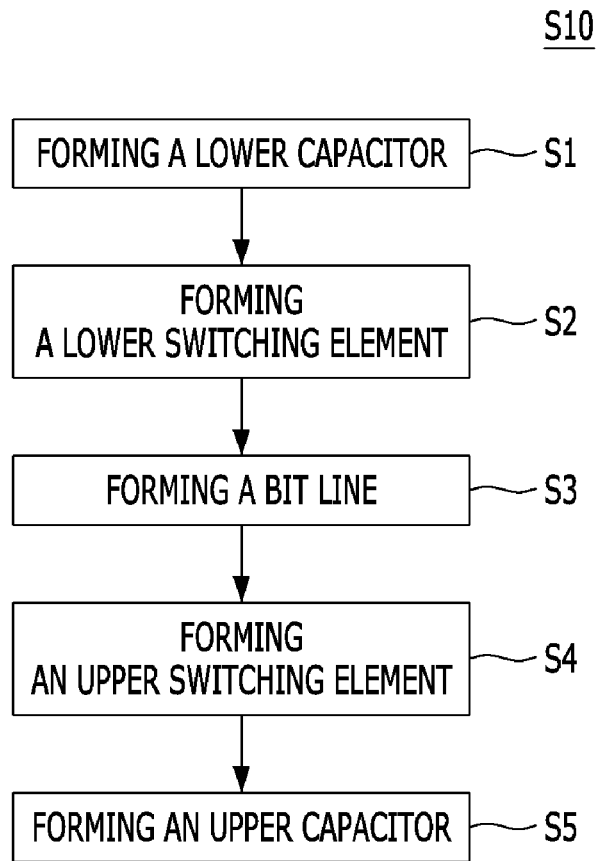 S10
FORMING A LOWER CAPACITOR
S1
FORMING
A LOWER SWITCHING ELEMENT
S2
FORMING A BIT LINE
S3
FORMING
AN UPPER SWITCHING ELEMENT
S4
FORMING AN UPPER CAPACITOR
S5